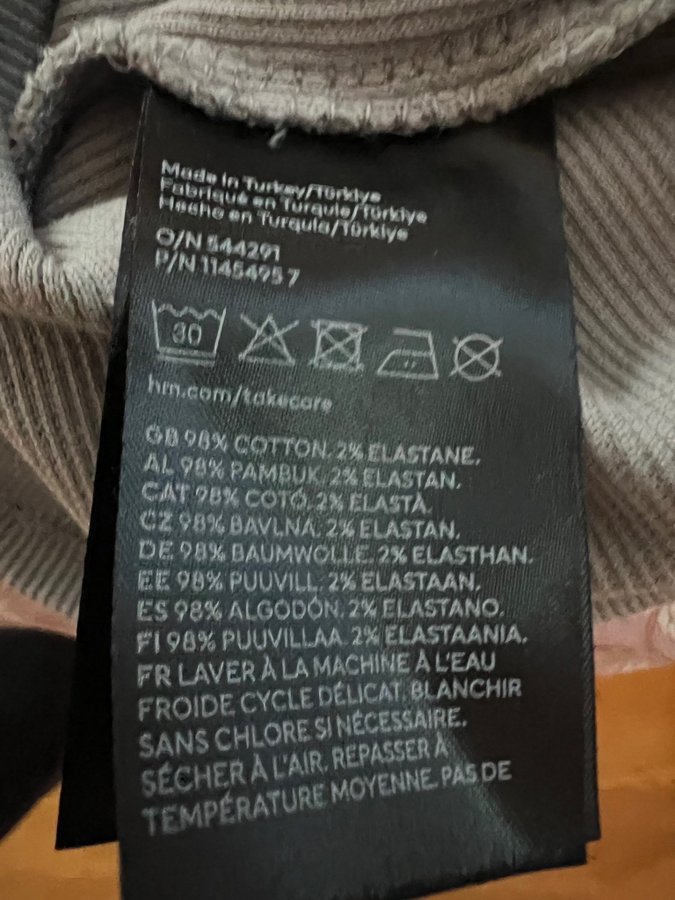 Made in Turkey/Türkiye
Fabriqué en Turquie/Türkiye
Hecho en Turquía/Türkiye
O/N 544291
P/N 1145495 7
30
hm.com/takecare
GB 98% COTTON. 2% ELASTANE.
AL 98% PAMBUK. 2% ELASTAN.
CAT 98% COTÓ. 2% ELASTÀ.
CZ 98% BAVLNA. 2% ELASTAN.
DE 98% BAUMWOLLE. 2% ELASTHAN.
EE 98% PUUVILL. 2% ELASTAAN.
ES 98% ALGODÓN. 2% ELASTANO.
FI 98% PUUVILLAA. 2% ELASTAANIA.
FR LAVER À LA MACHINE À L'EAU
FROIDE CYCLE DÉLICAT. BLANCHIR
SANS CHLORE SI NÉCESSAIRE.
SÉCHER À L'AIR. REPASSER À
TEMPÉRATURE MOYENNE. PAS DE